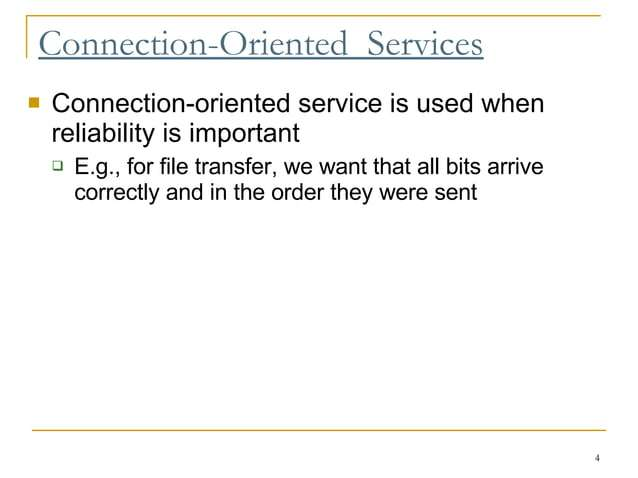 Connection-Oriented  Services
Connection-oriented service is used when
reliability is important
E.g., for file transfer, we want that all bits arrive
correctly and in the order they were sent
4